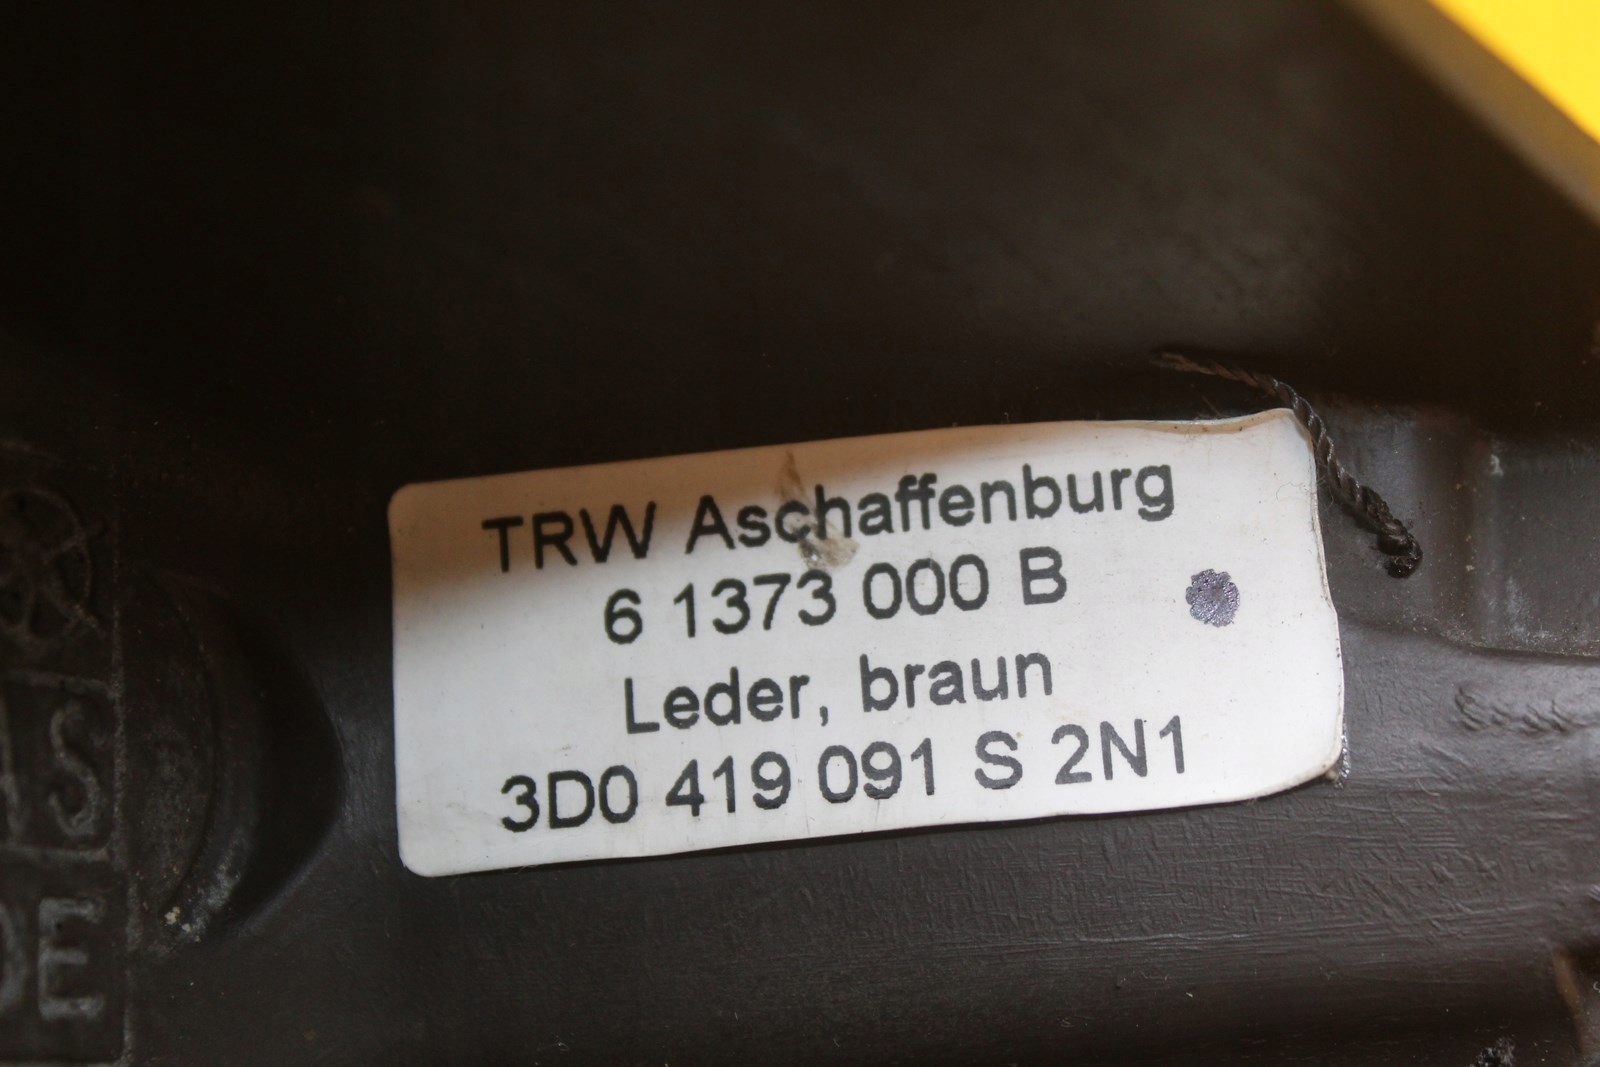 TRW Aschaffenburg
6 1373 000 B
Leder, braun
3D0 419 091 S 2N1